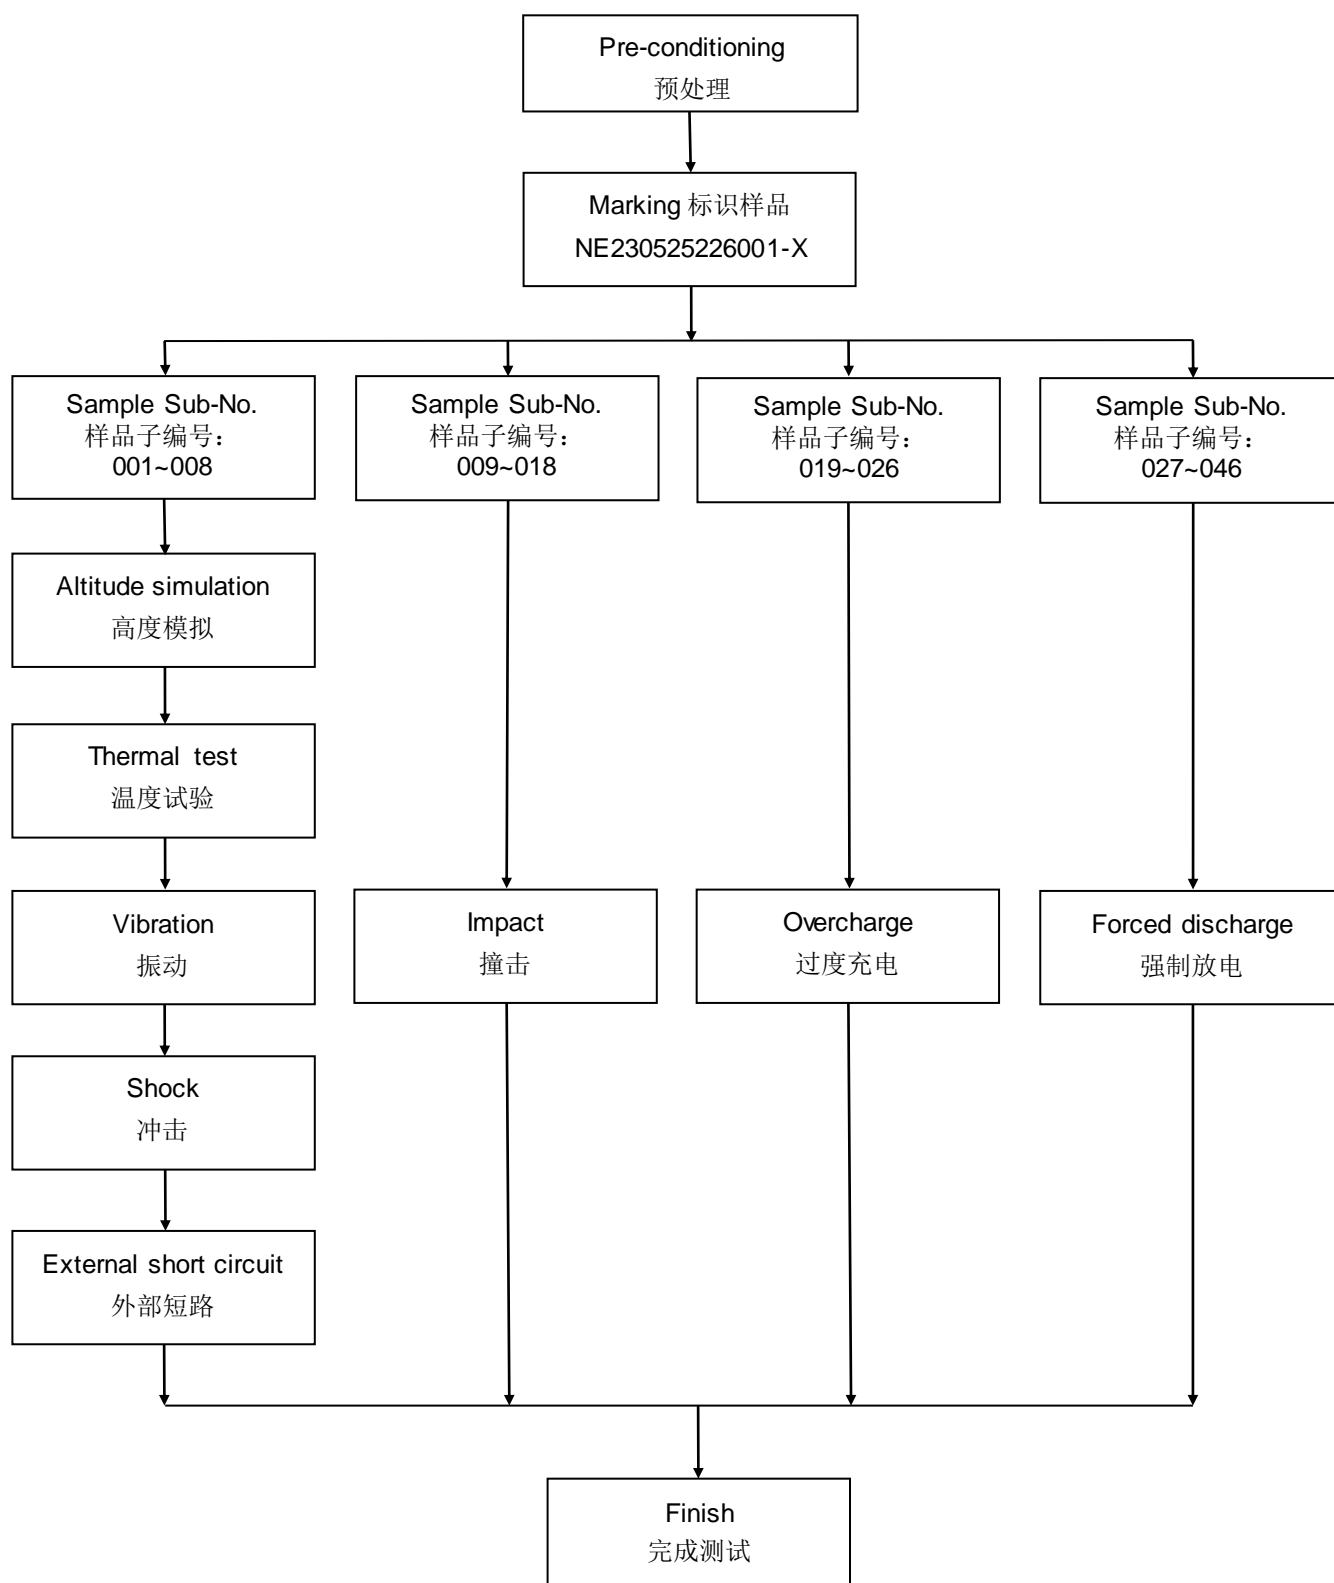 Pre-conditioning
预处理
Marking 标识样品
NE230525226001-X
Sample Sub-No.
样品子编号：
001~008
Sample Sub-No.
样品子编号：
009~018
Sample Sub-No.
样品子编号：
019~026
Sample Sub-No.
样品子编号：
027~046
Altitude simulation
高度模拟
Thermal test
温度试验
Vibration
振动
Shock
冲击
External short circuit
外部短路
Impact
撞击
Overcharge
过度充电
Forced discharge
强制放电
Finish
完成测试